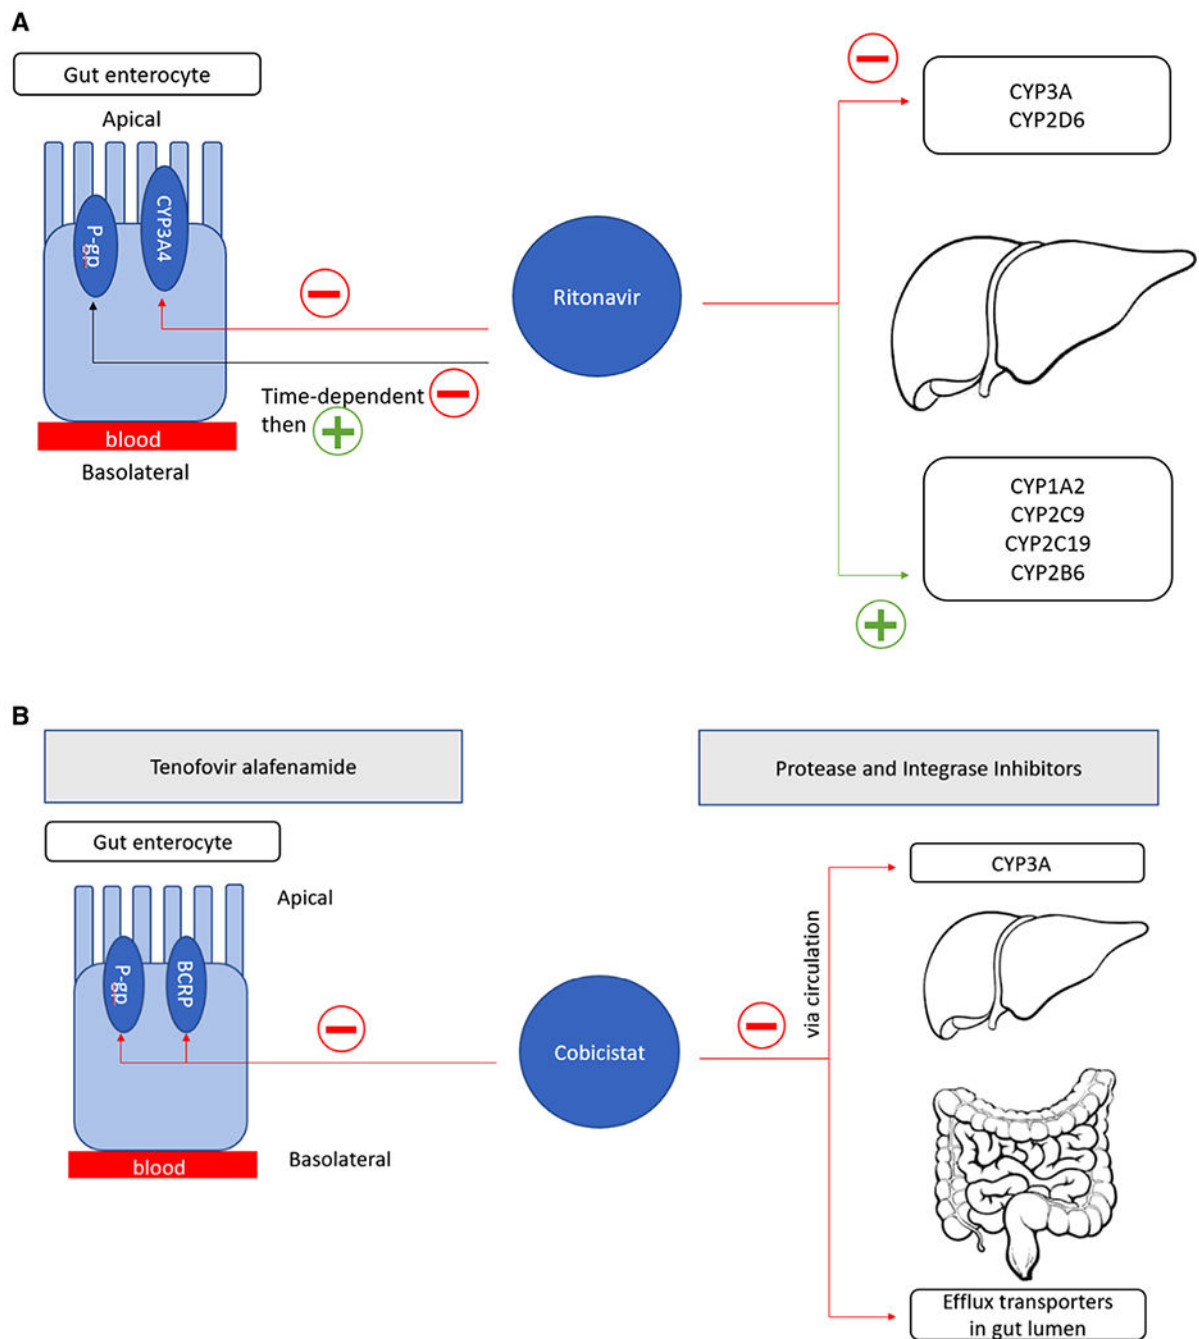 A
Gut enterocyte
Apical
P-gp
CYP3A4
Time-dependent
then
blood
Basolateral
Ritonavir
CYP3A
CYP2D6
CYP1A2
CYP2C9
CYP2C19
CYP2B6
B
Tenofovir alafenamide
Gut enterocyte
Apical
P-gp
BCRP
blood
Basolateral
Cobicistat
Protease and Integrase Inhibitors
via circulation
CYP3A
Efflux transporters
in gut lumen